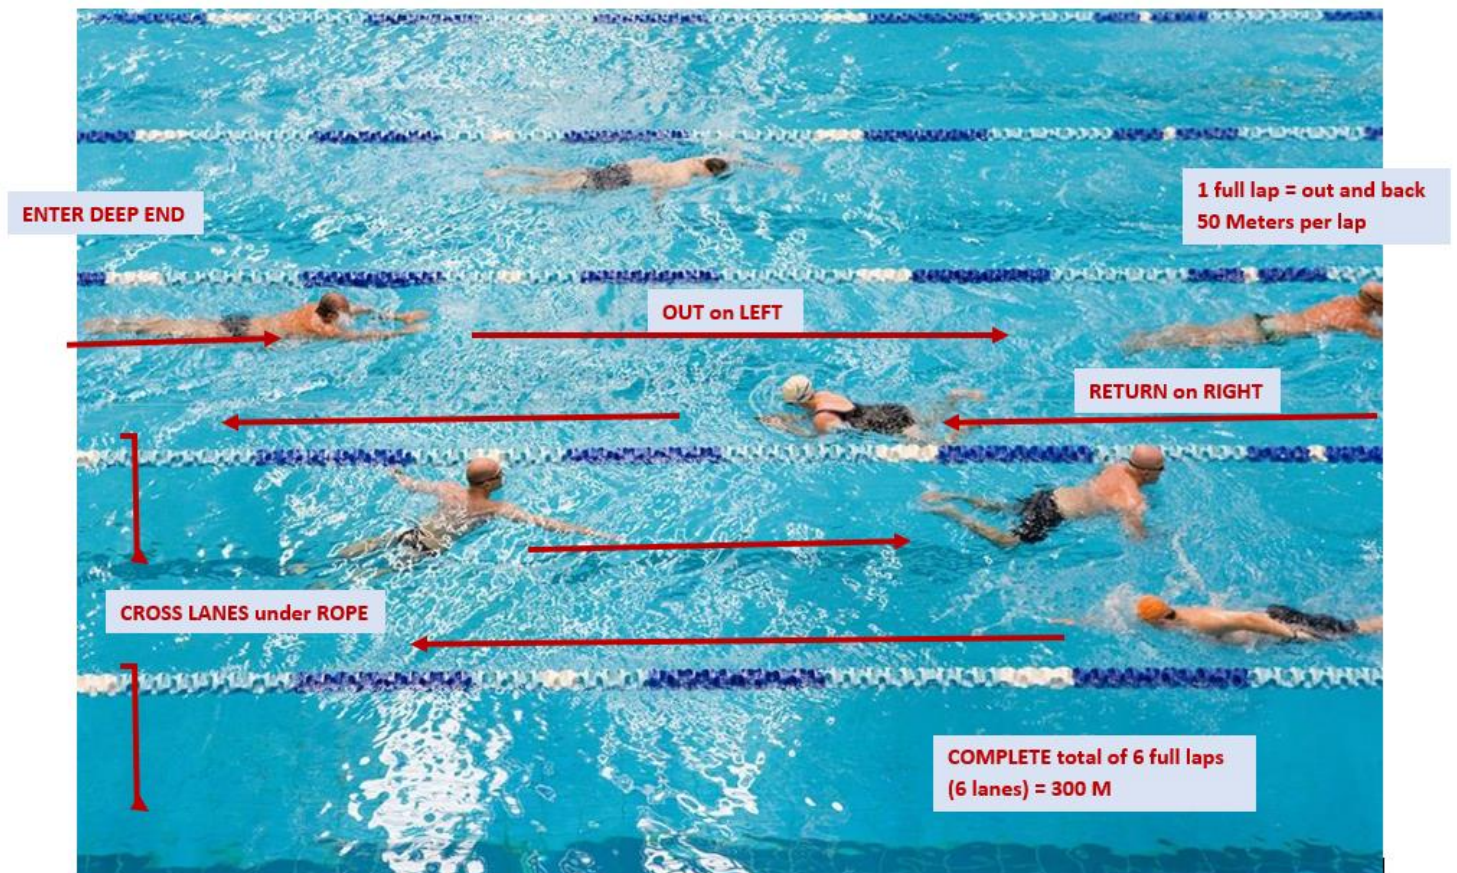 ENTER DEEP END
1 full lap = out and back
50 Meters per lap
OUT on LEFT
RETURN on RIGHT
CROSS LANES under ROPE
COMPLETE total of 6 full laps
(6 lanes) = 300 M